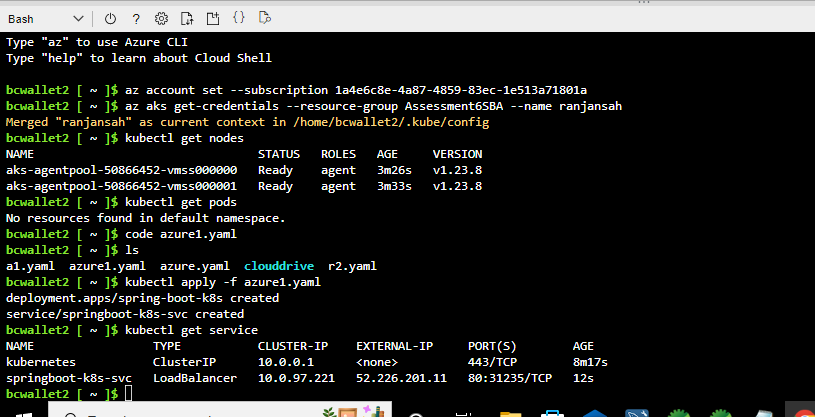 Bash
Type "az" to use Azure CLI
Type "help" to learn about Cloud Shell
bcwallet2 [ ~ ]$ az account set --subscription 1a4e6c8e-4a87-4859-83ec-1e513a71801a
bcwallet2 [ ~ ]$ az aks get-credentials --resource-group Assessment6SBA --name ranjansah
Merged "ranjansah" as current context in /home/bcwallet2/.kube/config
bcwallet2 [ ~ ]$ kubectl get nodes
NAME STATUS ROLES AGE VERSION
aks-agentpool-50866452-vmss000000 Ready agent 3m26s v1.23.8
aks-agentpool-50866452-vmss000001 Ready agent 3m33s v1.23.8
bcwallet2 [ ~ ]$ kubectl get pods
No resources found in default namespace.
bcwallet2 [ ~ ]$ code azure1.yaml
bcwallet2 [ ~ ]$ ls
a1.yaml azure1.yaml azure.yaml clouddrive r2.yaml
bcwallet2 [ ~ ]$ kubectl apply -f azure1.yaml
deployment.apps/spring-boot-k8s created
service/springboot-k8s-svc created
bcwallet2 [ ~ ]$ kubectl get service
NAME TYPE CLUSTER-IP EXTERNAL-IP PORT(S) AGE
kubernetes ClusterIP 10.0.0.1 <none> 443/TCP 8m17s
springboot-k8s-svc LoadBalancer 10.0.97.221 52.226.201.11 80:31235/TCP 12s
bcwallet2 [ ~ ]$